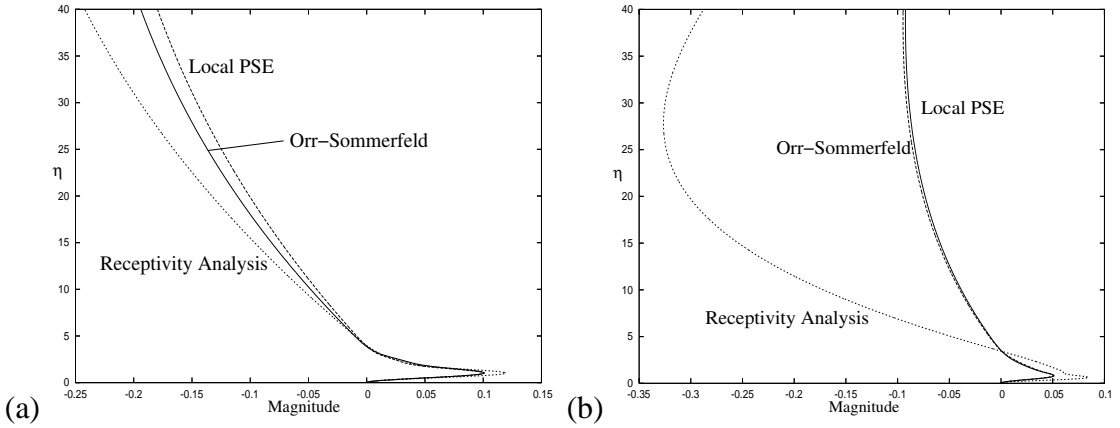 40
35
30
25
20
15
10
5
0
η
Local PSE
Orr−Sommerfeld
Receptivity Analysis
-0.25 -0.2 -0.15 -0.1 -0.05 0 0.05 0.1 0.15
Magnitude
(a)
40
35
30
25
20
15
10
5
0
η
Local PSE
Orr−Sommerfeld
Receptivity Analysis
-0.35 -0.3 -0.25 -0.2 -0.15 -0.1 -0.05 0 0.05 0.1
Magnitude
(b)